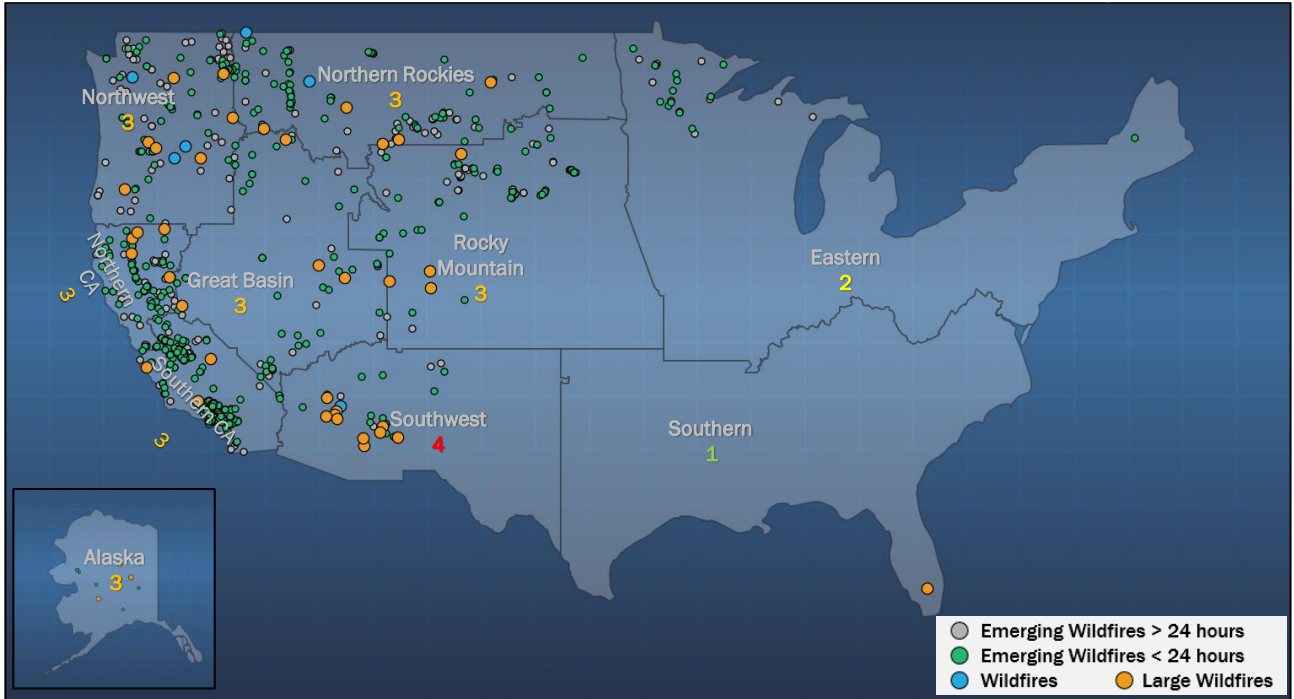 Northern Rockies
3
Northwest
3
Rocky
Mountain
3
Great Basin
3
Northern
CA
3
Eastern
2
Southern CA
3
Southwest
4
Southern
1
Alaska
3
Emerging Wildfires > 24 hours
Emerging Wildfires < 24 hours
Wildfires
Large Wildfires